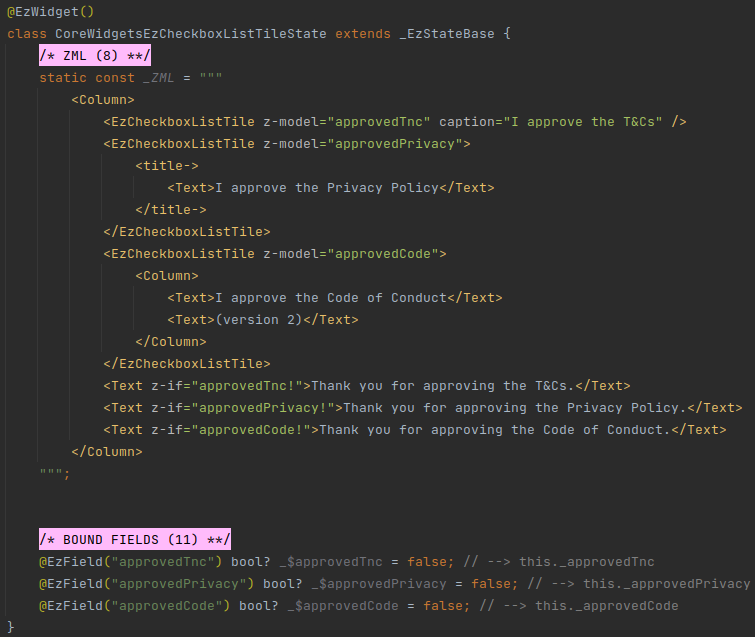 @EzWidget()
class CoreWidgetsEzCheckboxListTileState extends _EzStateBase {
/* ZML (8) **/
static const _ZML = """
<Column>
<EzCheckboxListTile z-model="approvedTnc" caption="I approve the T&Cs" />
<EzCheckboxListTile z-model="approvedPrivacy">
<title->
<Text>I approve the Privacy Policy</Text>
</title->
</EzCheckboxListTile>
<EzCheckboxListTile z-model="approvedCode">
<Column>
<Text>I approve the Code of Conduct</Text>
<Text>(version 2)</Text>
</Column>
</EzCheckboxListTile>
<Text z-if="approvedTnc!">Thank you for approving the T&Cs.</Text>
<Text z-if="approvedPrivacy!">Thank you for approving the Privacy Policy.</Text>
<Text z-if="approvedCode!">Thank you for approving the Code of Conduct.</Text>
</Column>
""";
/* BOUND FIELDS (11) **/
@EzField("approvedTnc") bool? _$approvedTnc = false; // --> this._approvedTnc
@EzField("approvedPrivacy") bool? _$approvedPrivacy = false; // --> this._approvedPrivacy
@EzField("approvedCode") bool? _$approvedCode = false; // --> this._approvedCode
}